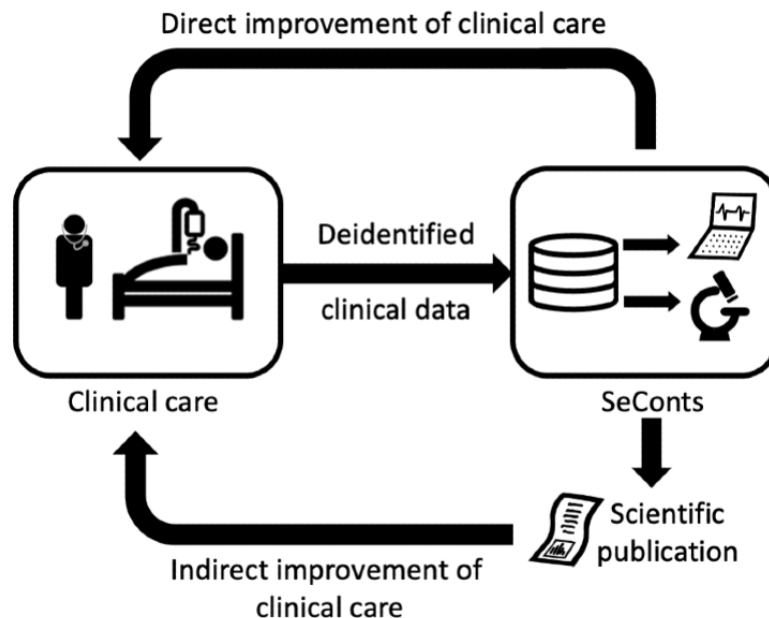 Direct improvement of clinical care
Deidentified
clinical data
Clinical care
SeConts
Scientific
publication
Indirect improvement of
clinical care